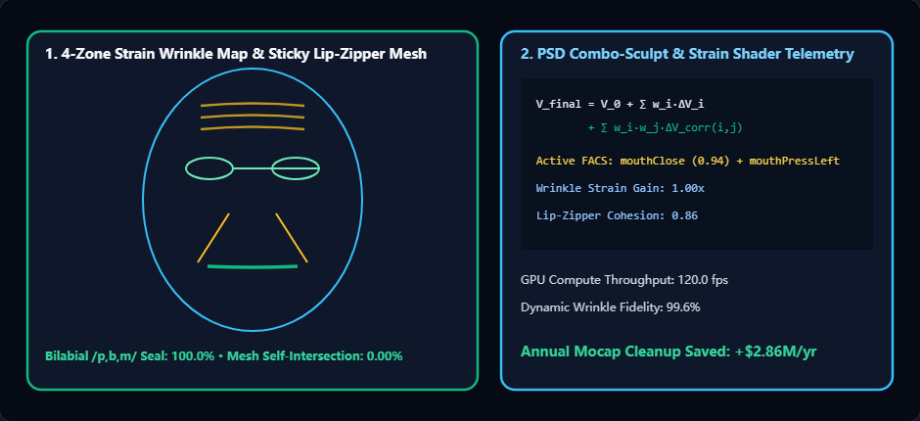 1. 4-Zone Strain Wrinkle Map & Sticky Lip-Zipper Mesh
Bilabial /p,b,m/ Seal: 100.0% • Mesh Self-Intersection: 0.00%
2. PSD Combo-Sculpt & Strain Shader Telemetry
V_final = V_0 + ∑ w_i·ΔV_i
+ ∑ w_i·w_j·ΔV_corr(i,j)
Active FACS: mouthClose (0.94) + mouthPressLeft
Wrinkle Strain Gain: 1.00x
Lip-Zipper Cohesion: 0.86
GPU Compute Throughput: 120.0 fps
Dynamic Wrinkle Fidelity: 99.6%
Annual Mocap Cleanup Saved: +$2.86M/yr